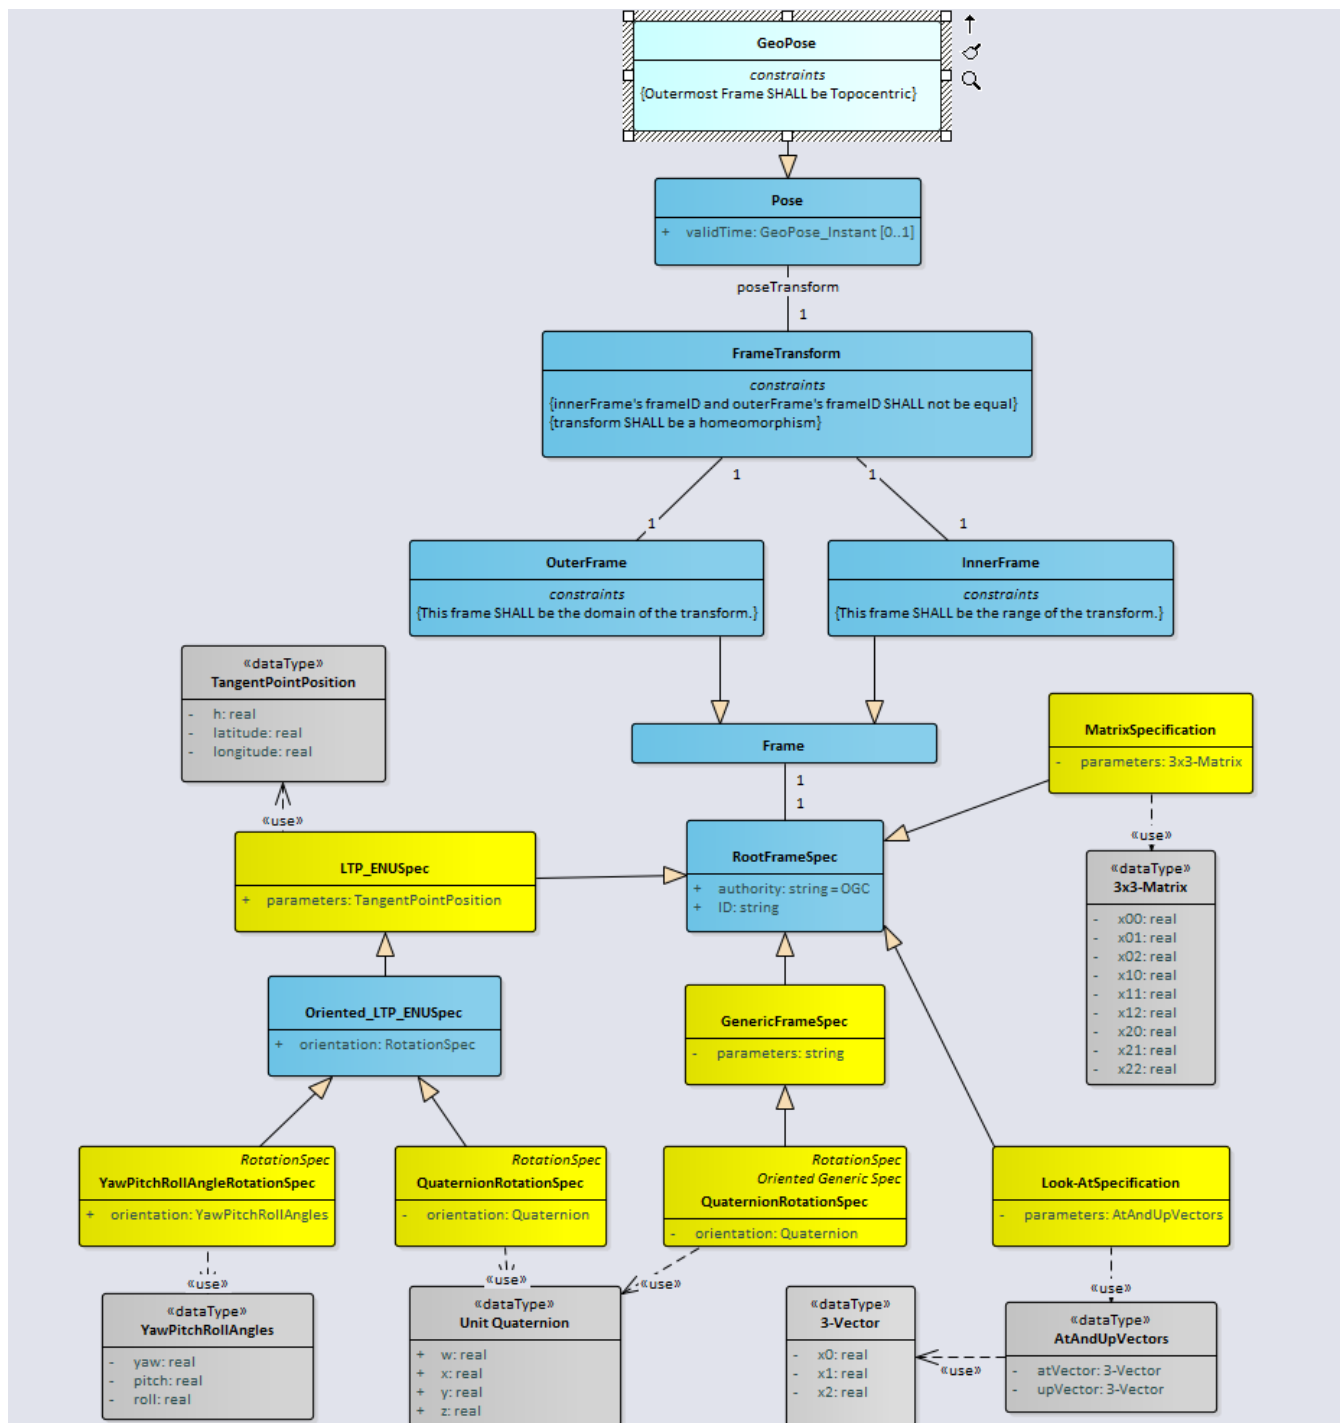 GeoPose
constraints
{Outermost Frame SHALL be Topocentric}
Pose
+ validTime: GeoPose_Instant [0..1]
poseTransform
1
FrameTransform
constraints
{innerFrame's frameID and outerFrame's frameID SHALL not be equal}
{transform SHALL be a homeomorphism}
1
1
1
1
OuterFrame
constraints
{This frame SHALL be the domain of the transform.}
InnerFrame
constraints
{This frame SHALL be the range of the transform.}
«dataType»
TangentPointPosition
- h: real
- latitude: real
- longitude: real
Frame
MatrixSpecification
- parameters: 3x3-Matrix
1
1
«use»
«use»
LTP_ENUSpec
+ parameters: TangentPointPosition
RootFrameSpec
+ authority: string = OGC
+ ID: string
«dataType»
3x3-Matrix
- x00: real
- x01: real
- x02: real
- x10: real
- x11: real
- x12: real
- x20: real
- x21: real
- x22: real
Oriented_LTP_ENUSpec
+ orientation: RotationSpec
GenericFrameSpec
- parameters: string
RotationSpec
YawPitchRollAngleRotationSpec
+ orientation: YawPitchRollAngles
RotationSpec
QuaternionRotationSpec
- orientation: Quaternion
RotationSpec
Oriented Generic Spec
QuaternionRotationSpec
- orientation: Quaternion
Look-AtSpecification
- parameters: AtAndUpVectors
«use»
«use»
«use»
«use»
«dataType»
YawPitchRollAngles
- yaw: real
- pitch: real
- roll: real
«dataType»
Unit Quaternion
+ w: real
+ x: real
+ y: real
+ z: real
«dataType»
3-Vector
- x0: real
- x1: real
- x2: real
«use»
«dataType»
AtAndUpVectors
- atVector: 3-Vector
- upVector: 3-Vector